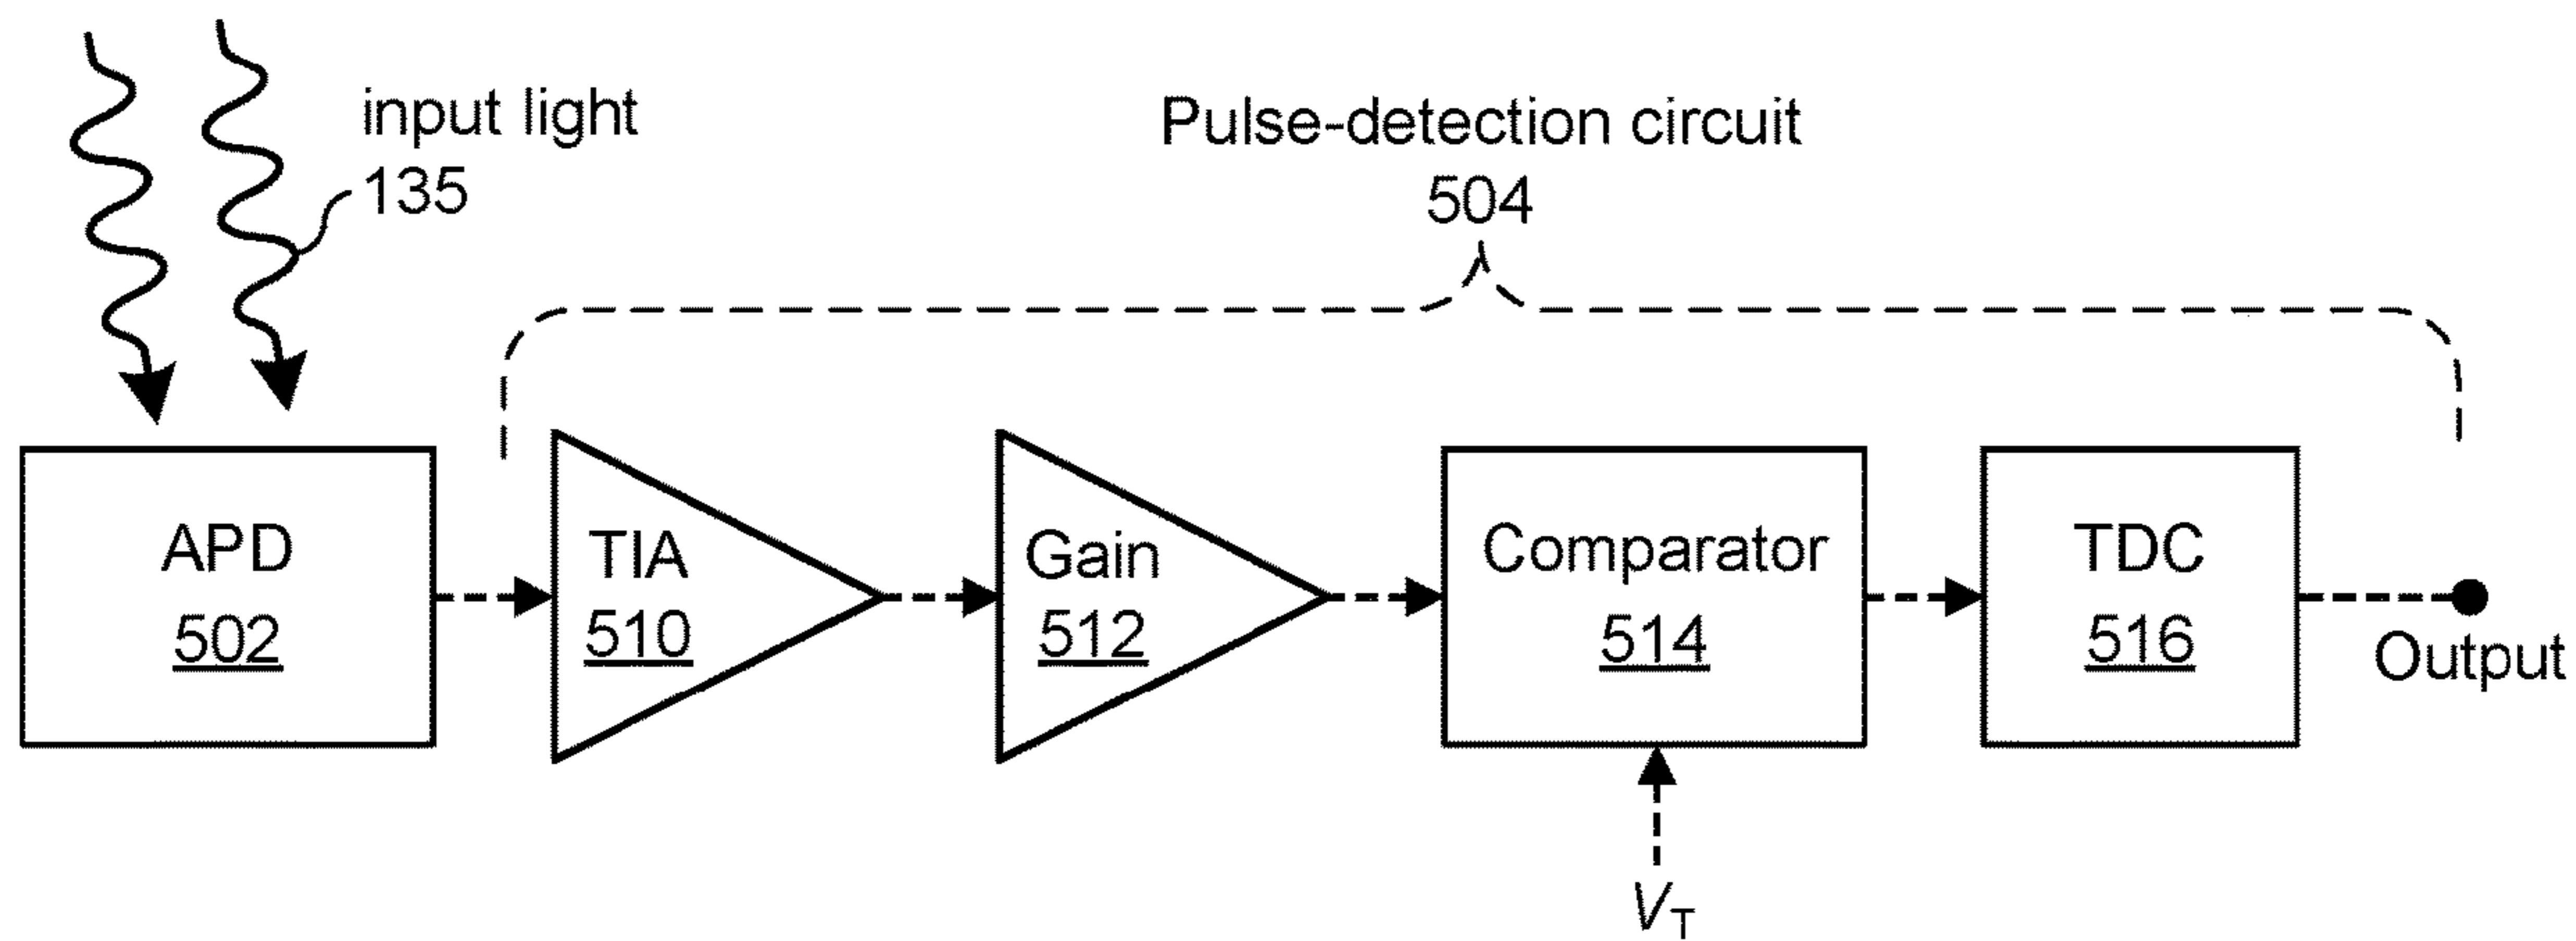 input light
135
Pulse-detection circuit
504
APD
502
TIA
510
Gain
512
Comparator
514
TDC
516
Output
VT